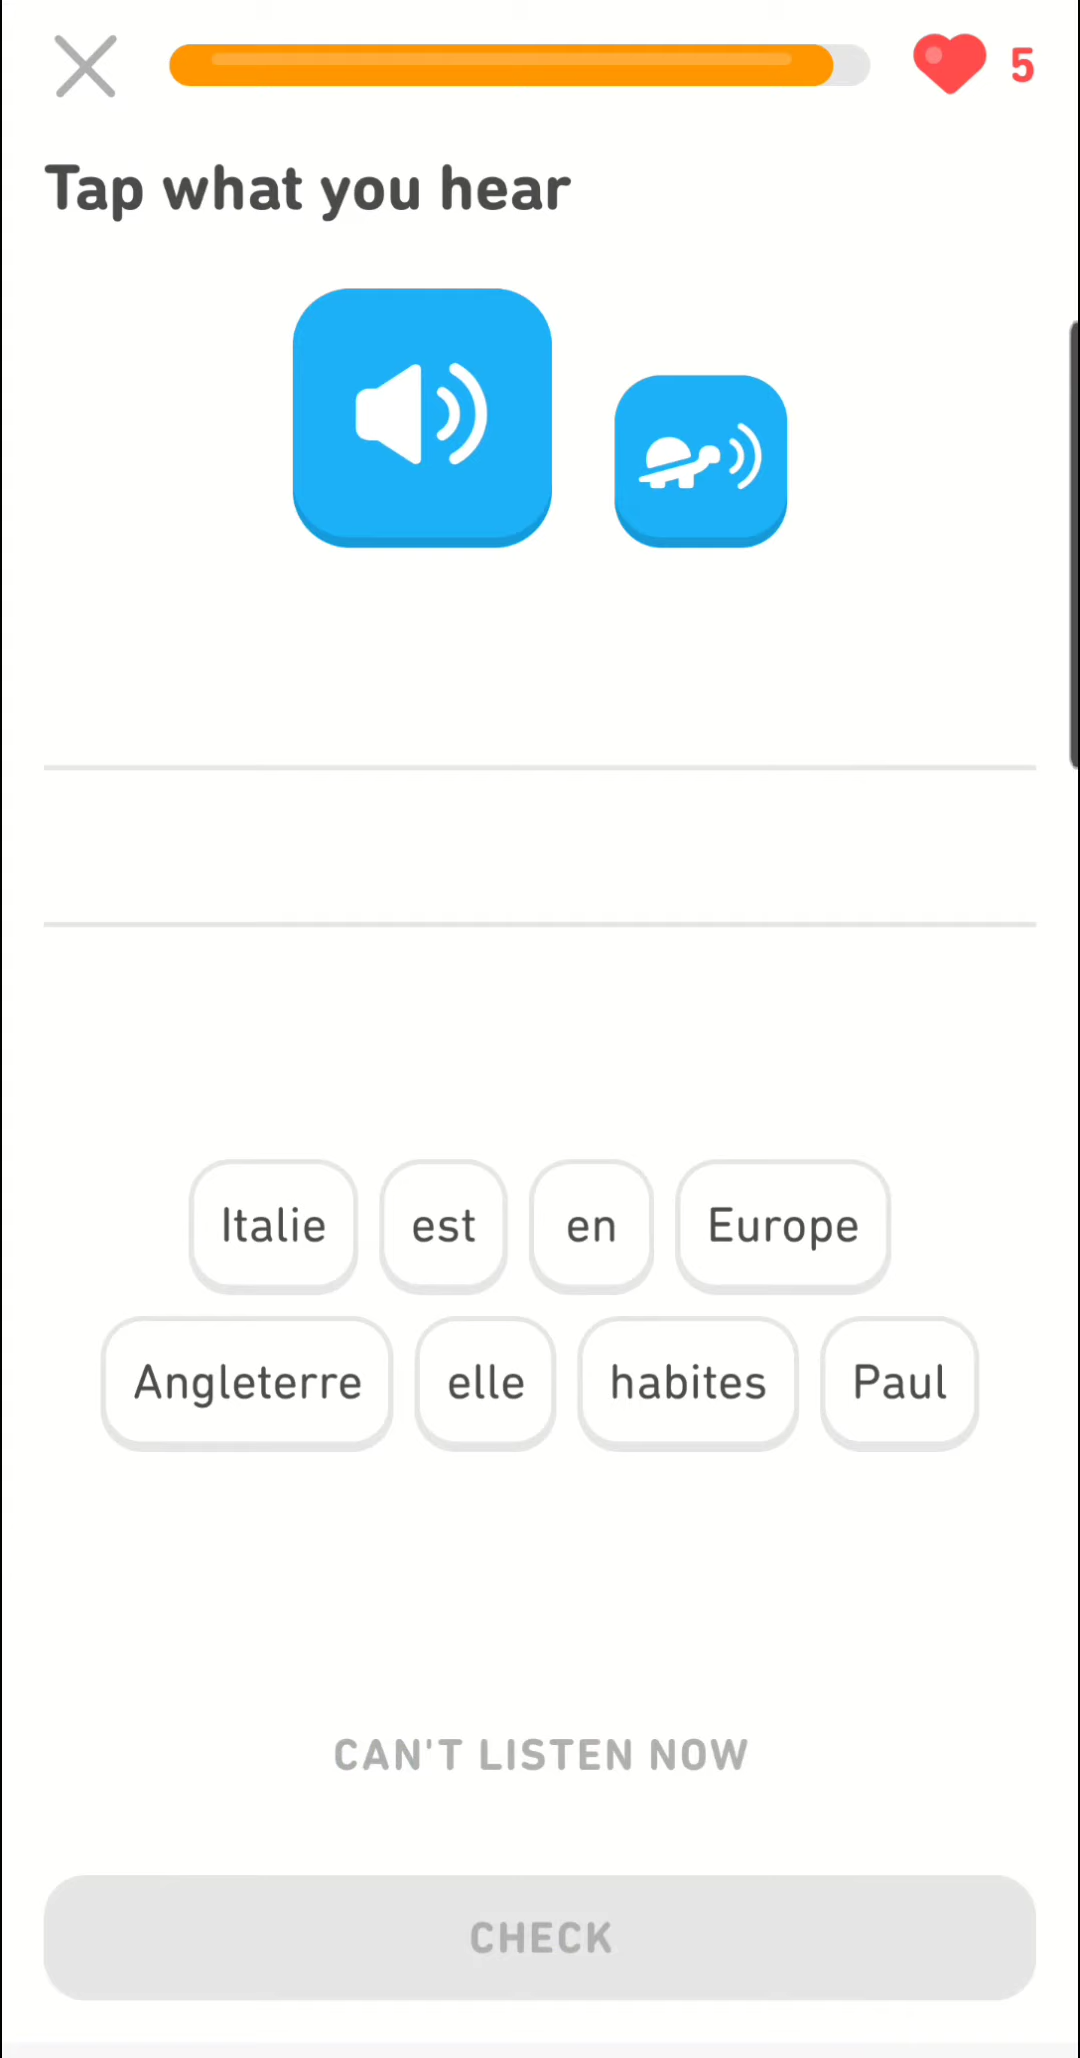 5
Tap what you hear
Italie est en Europe
Angleterre elle habites Paul
CAN'T LISTEN NOW
CHECK